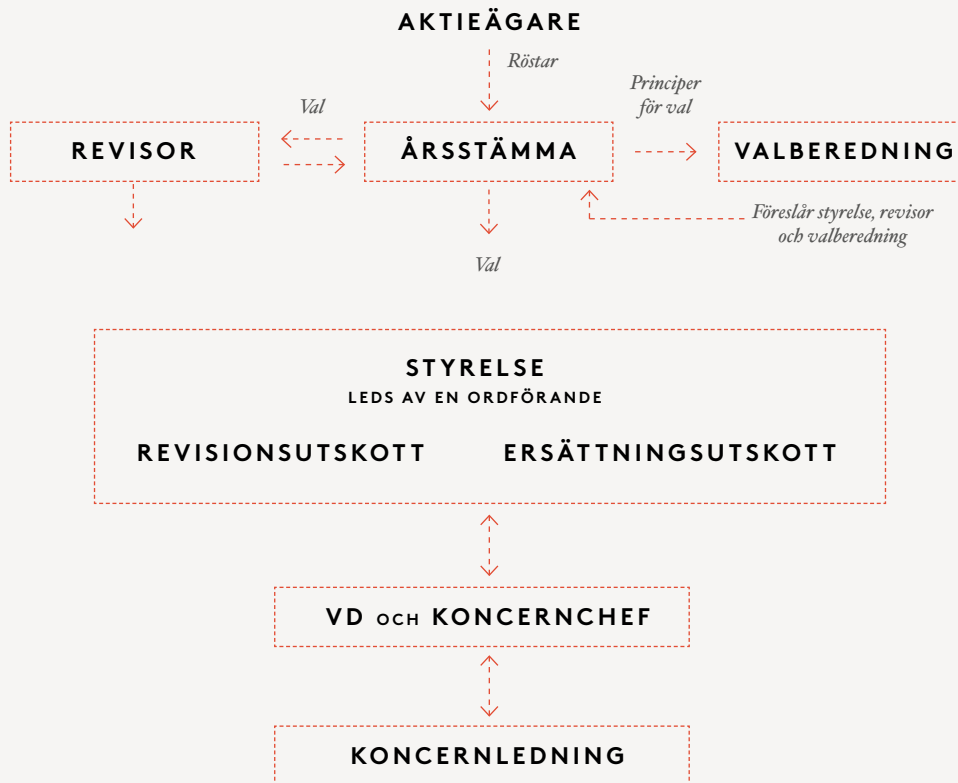 AKTIEÄGARE
Röstar
Principer
för val
Val
REVISOR
ÅRSSTÄMMA
VALBEREDNING
Föreslår styrelse, revisor
och valberedning
Val
STYRELSE
LEDS AV EN ORDFÖRANDE
REVISIONSUTSKOTT
ERSÄTTNINGSUTSKOTT
VD OCH KONCERNCHEF
KONCERNLEDNING